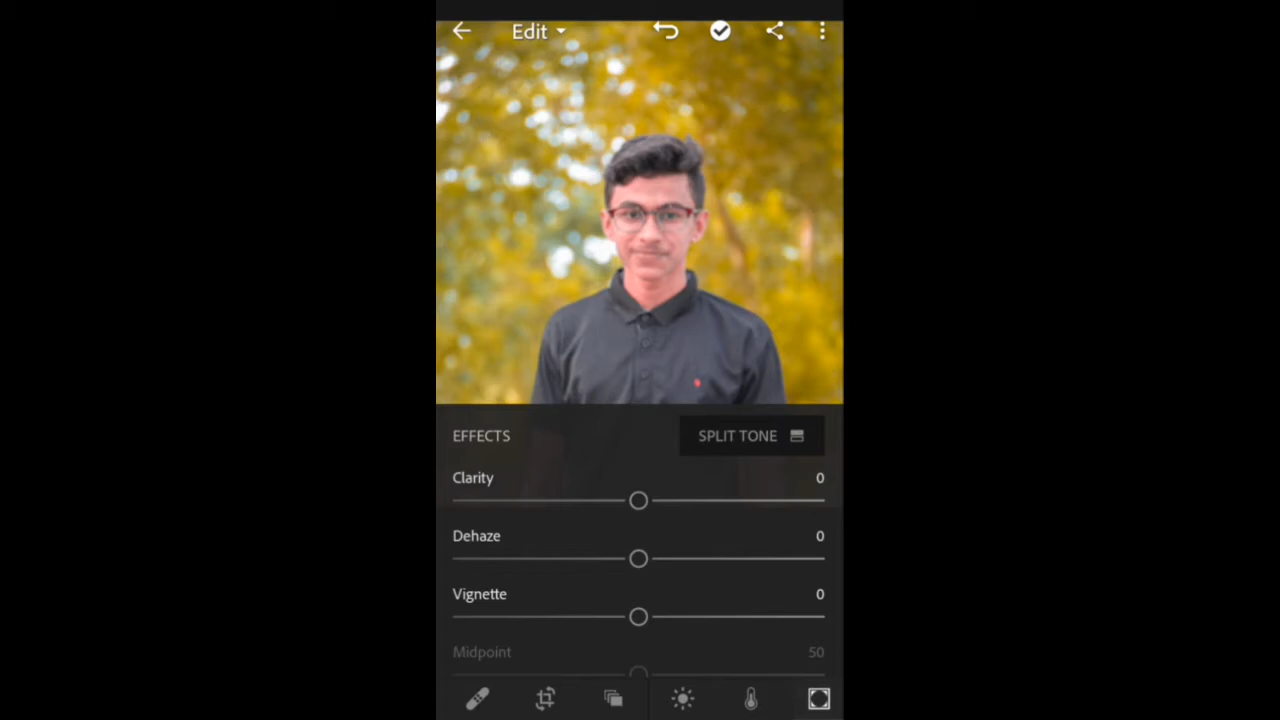 Edit
EFFECTS
SPLIT TONE
Clarity 0
Dehaze 0
Vignette 0
Midpoint 50